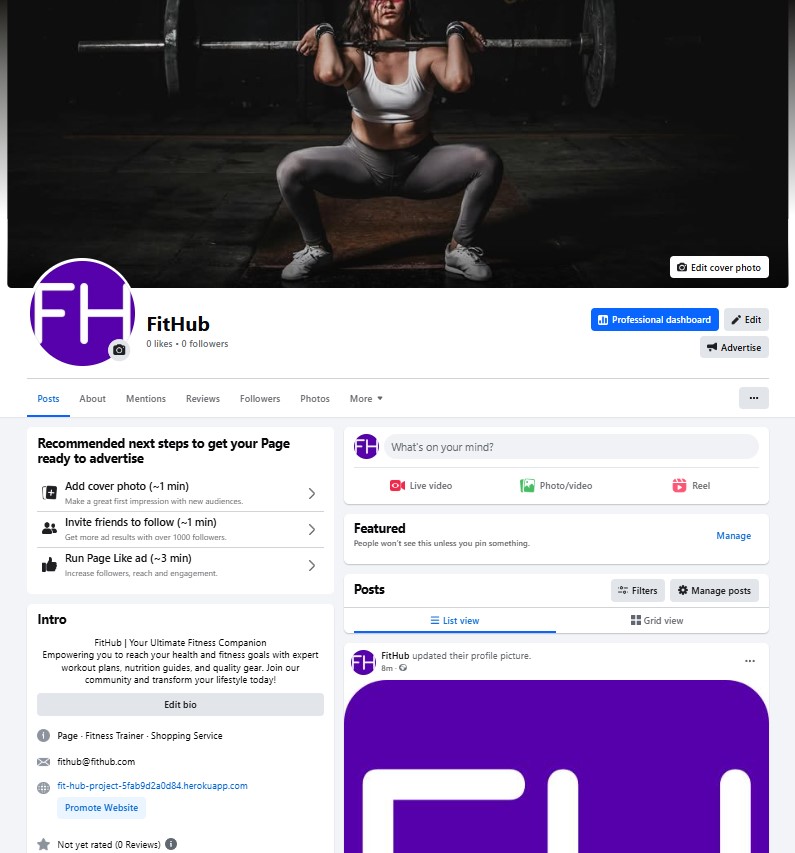 Edit cover photo
FH
FitHub
0 likes • 0 followers
Professional dashboard
Edit
Advertise
Posts
About
Mentions
Reviews
Followers
Photos
More
Recommended next steps to get your Page
ready to advertise
Add cover photo (~1 min)
Make a great first impression with new audiences.
Invite friends to follow (~1 min)
Get more ad results with over 1000 followers.
Run Page Like ad (~3 min)
Increase followers, reach and engagement.
Intro
FitHub | Your Ultimate Fitness Companion
Empowering you to reach your health and fitness goals with expert
workout plans, nutrition guides, and quality gear. Join our
community and transform your lifestyle today!
Edit bio
Page · Fitness Trainer · Shopping Service
fithub@fithub.com
fit-hub-project-5fab9d2a0d84.herokuapp.com
Promote Website
Not yet rated (0 Reviews)
FH
What's on your mind?
Live video
Photo/video
Reel
Featured
People won't see this unless you pin something.
Manage
Posts
Filters
Manage posts
List view
Grid view
FH
FitHub updated their profile picture.
8m ·
FH